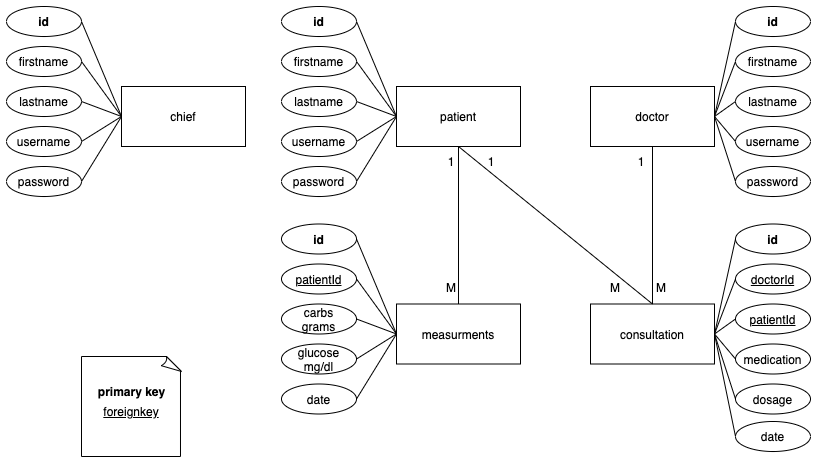 id
firstname
lastname
username
password
chief
id
firstname
lastname
username
password
patient
id
firstname
lastname
username
password
doctor
1
1
1
M
M
M
id
patientId
carbs
grams
glucose
mg/dl
date
measurments
id
doctorId
patientId
medication
dosage
date
consultation
primary key
foreignkey